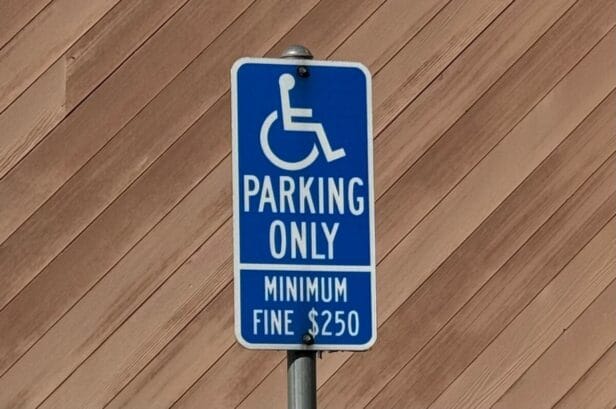 PARKING
ONLY
MINIMUM
FINE $250